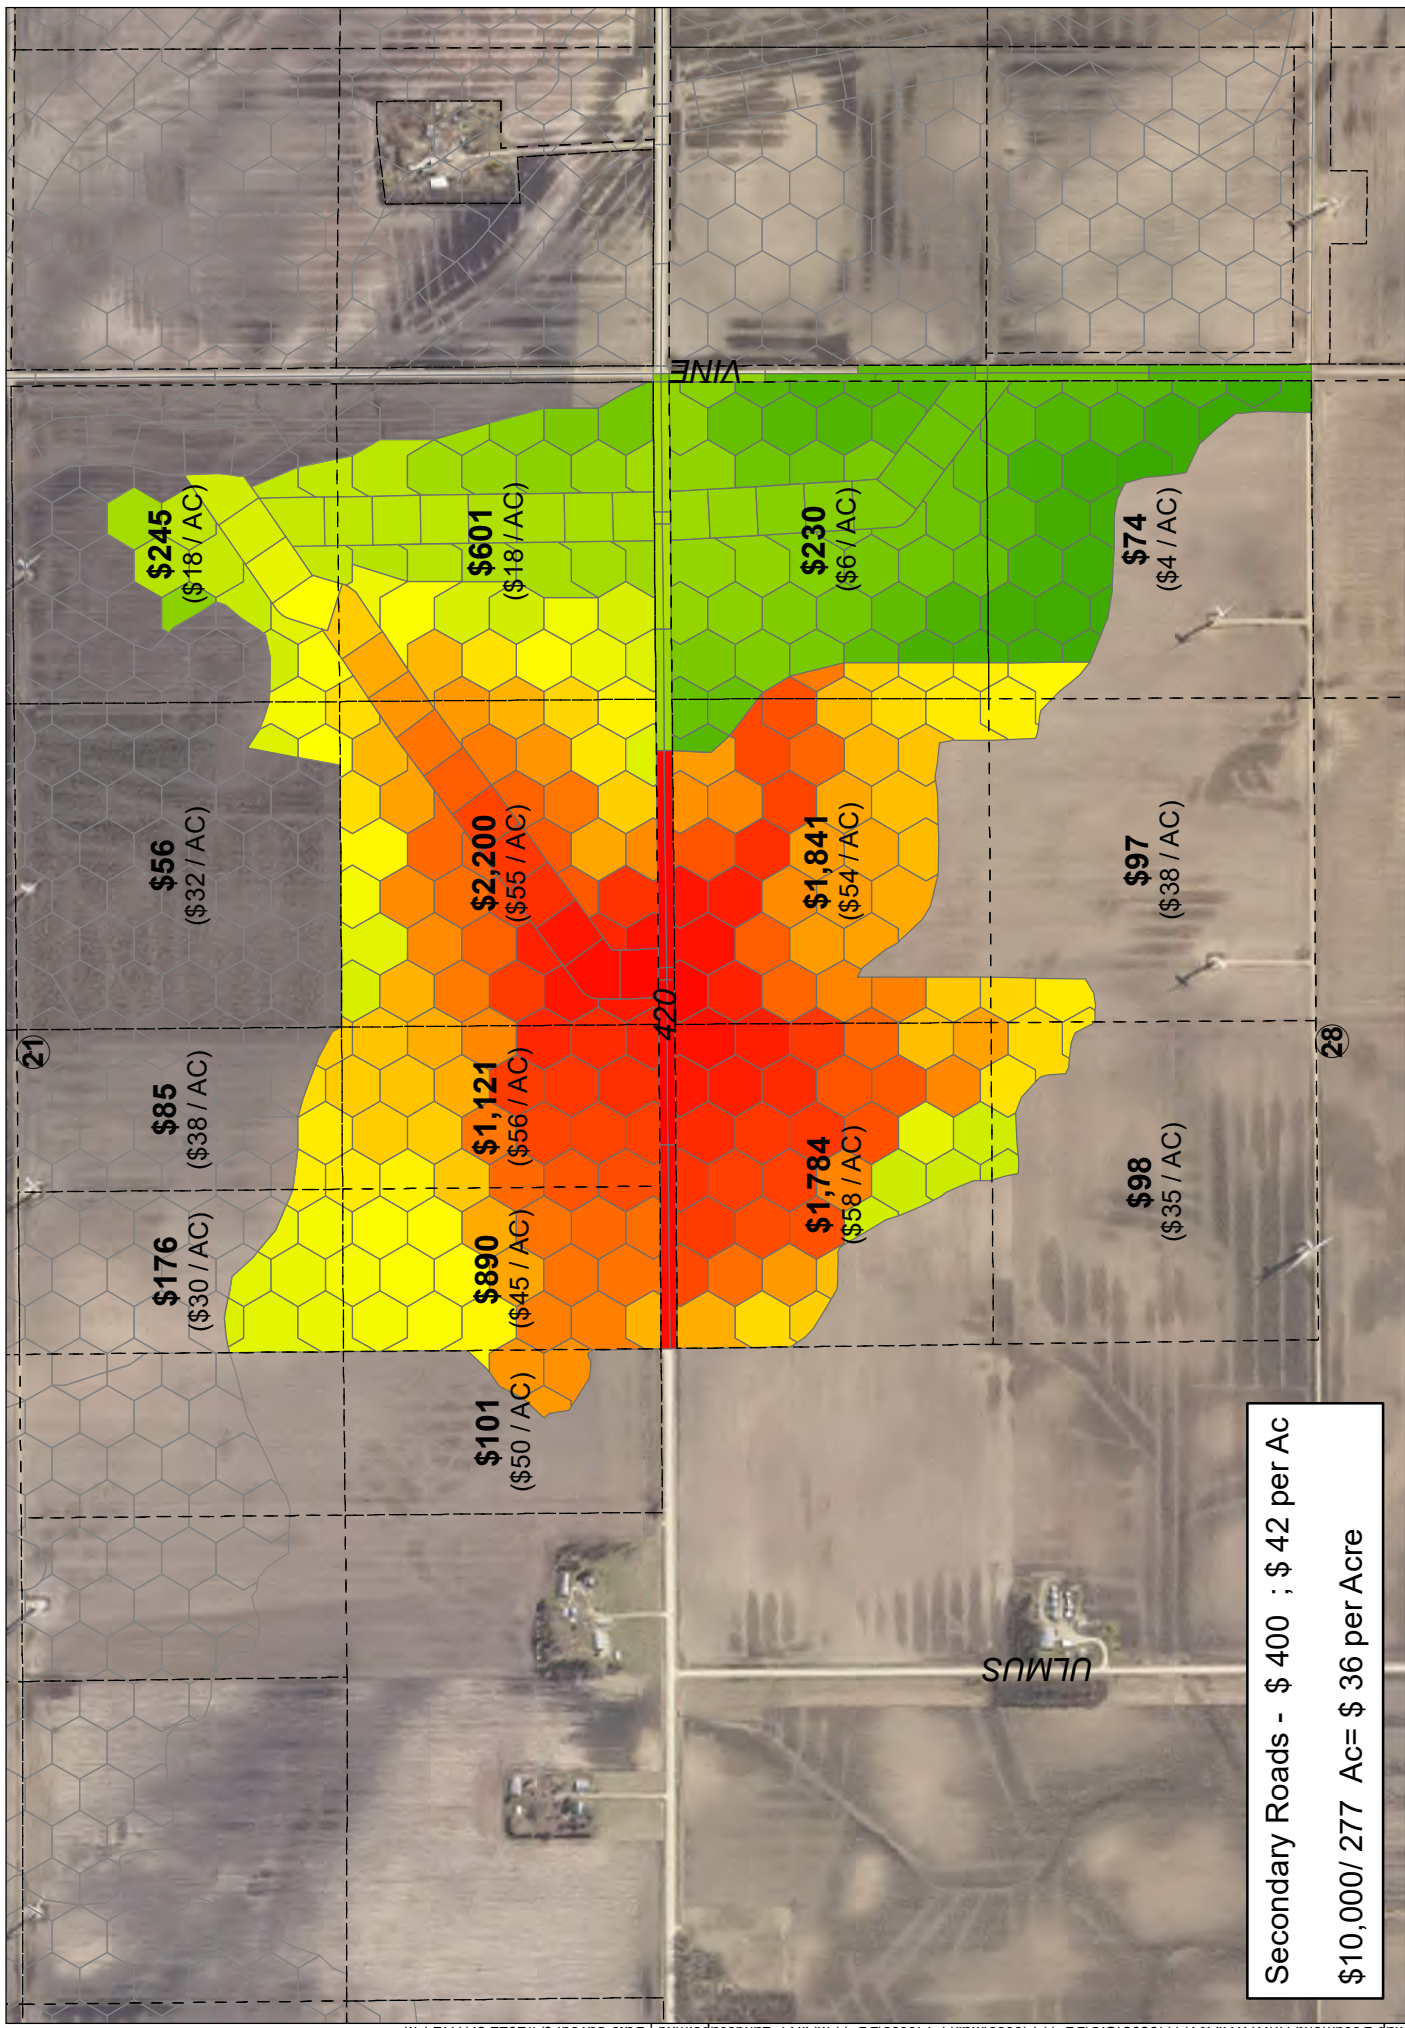 21
$176
($30 / AC)
$85
($38 / AC)
$56
($32 / AC)
$245
($18 / AC)
$101
($50 / AC)
$890
($45 / AC)
$1,121
($56 / AC)
$2,200
($55 / AC)
$601
($18 / AC)
420
VINE
$1,784
($58 / AC)
$1,841
($54 / AC)
$230
($6 / AC)
ULMUS
$98
($35 / AC)
$97
($38 / AC)
$74
($4 / AC)
28
Secondary Roads - $ 400 ; $ 42 per Ac
$10,000/ 277 Ac= $ 36 per Acre